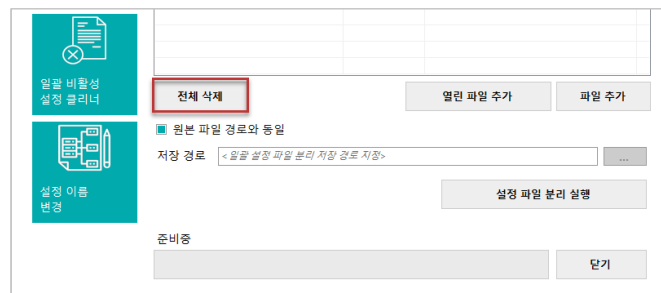 일괄 비활성
설정 클리너
전체 삭제
열린 파일 추가
파일 추가
원본 파일 경로와 동일
저장 경로
<일괄 설정 파일 분리 저장 경로 지정>
...
설정 이름
변경
설정 파일 분리 실행
준비중
닫기